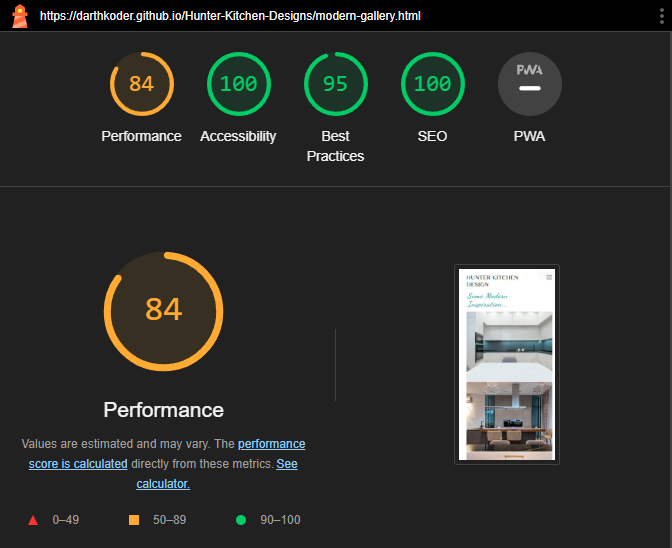 https://darthkoder.github.io/Hunter-Kitchen-Designs/modern-gallery.html
84
100
95
100
PWA
Performance
Accessibility
Best
Practices
SEO
PWA
84
Performance
Values are estimated and may vary. The performance
score is calculated directly from these metrics. See
calculator.
0–49
50–89
90–100
HUNTER KITCHEN
DESIGN
Some Modern
Inspiration...